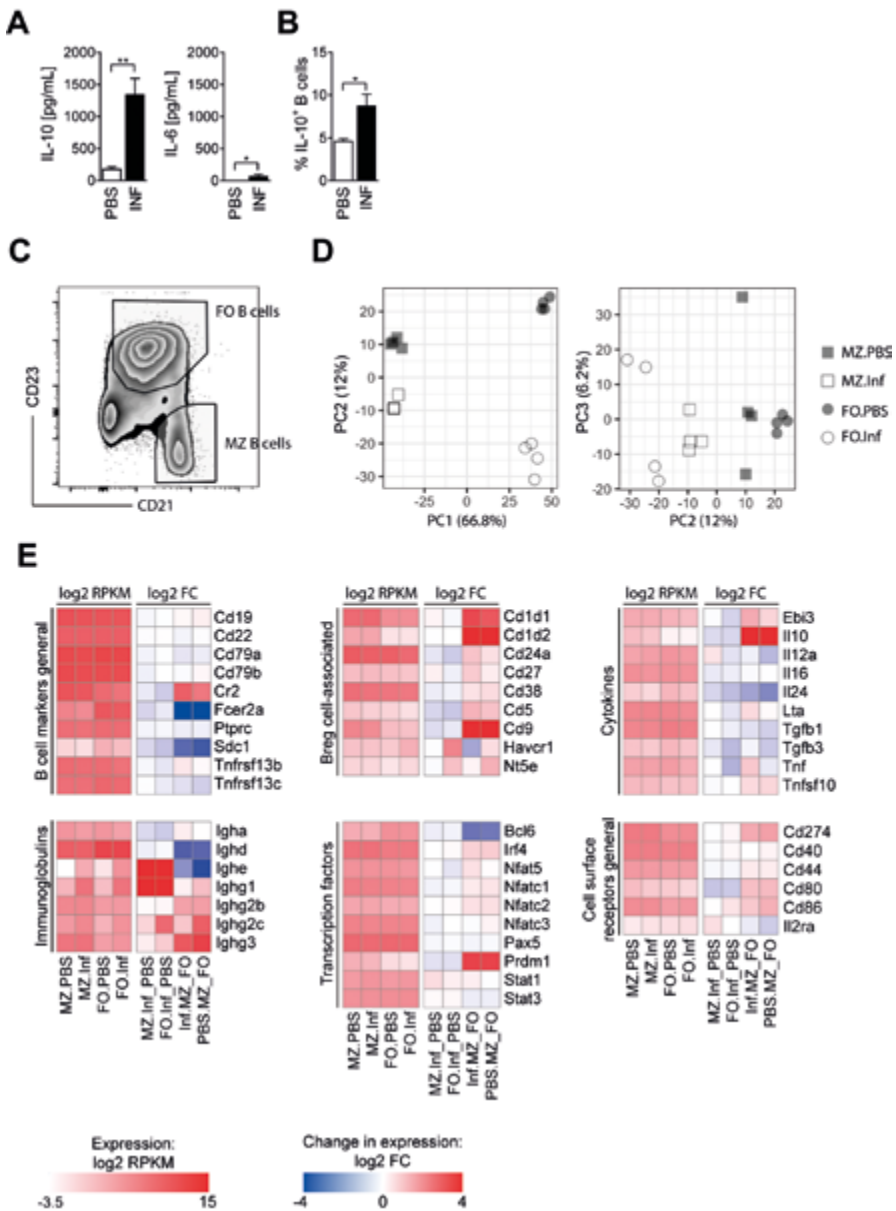 A
B
2000
1500
1000
500
0
IL-10 [pg/mL]
**
PBS
INF
2000
1500
1000
500
0
IL-6 [pg/mL]
*
PBS
INF
15
10
5
0
% IL-10+ B cells
*
PBS
INF
C
D
FO B cells
MZ B cells
CD23
CD21
20
10
0
-10
-20
-30
PC2 (12%)
-25
0
25
50
PC1 (66.8%)
30
20
10
0
-10
-20
PC3 (6.2%)
-30
-20
-10
0
10
20
PC2 (12%)
MZ.PBS
MZ.Inf
FO.PBS
FO.Inf
E
log2 RPKM
log2 FC
B cell markers general
Cd19
Cd22
Cd79a
Cd79b
Cr2
Fcer2a
Ptprc
Sdc1
Tnfrsf13b
Tnfrsf13c
Immunoglobulins
Igha
Ighd
Ighe
Ighg1
Ighg2b
Ighg2c
Ighg3
MZ.PBS
MZ.Inf
FO.PBS
FO.Inf
MZ.Inf_PBS
FO.Inf_PBS
Inf.MZ_FO
PBS.MZ_FO
log2 RPKM
log2 FC
Breg cell-associated
Cd1d1
Cd1d2
Cd24a
Cd27
Cd38
Cd5
Cd9
Havcr1
Nt5e
Transcription factors
Bcl6
Irf4
Nfat5
Nfatc1
Nfatc2
Nfatc3
Pax5
Prdm1
Stat1
Stat3
MZ.PBS
MZ.Inf
FO.PBS
FO.Inf
MZ.Inf_PBS
FO.Inf_PBS
Inf.MZ_FO
PBS.MZ_FO
log2 RPKM
log2 FC
Cytokines
Ebi3
Il10
Il12a
Il16
Il24
Lta
Tgfb1
Tgfb3
Tnf
Tnfsf10
Cell surface
receptors general
Cd274
Cd40
Cd44
Cd80
Cd86
Il2ra
MZ.PBS
MZ.Inf
FO.PBS
FO.Inf
MZ.Inf_PBS
FO.Inf_PBS
Inf.MZ_FO
PBS.MZ_FO
Expression:
log2 RPKM
-3.5
15
Change in expression:
log2 FC
-4
0
4